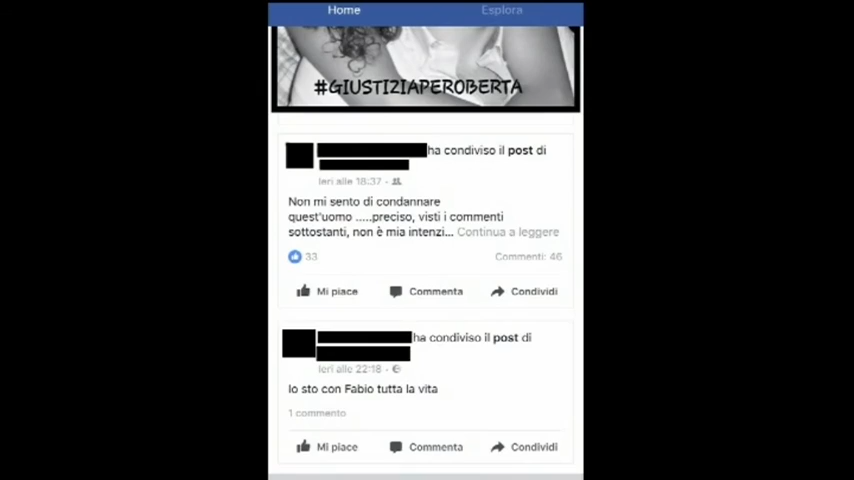 Home
Esplora
#GIUSTIZIAPEROBERTA
ha condiviso il post di
Ieri alle 18:37 -
Non mi sento di condannare
quest'uomo .....preciso, visti i commenti
sottostanti, non è mia intenzi... Continua a leggere
33
Commenti: 46
Mi piace
Commenta
Condividi
ha condiviso il post di
Ieri alle 22:18 -
Io sto con Fabio tutta la vita
1 commento
Mi piace
Commenta
Condividi